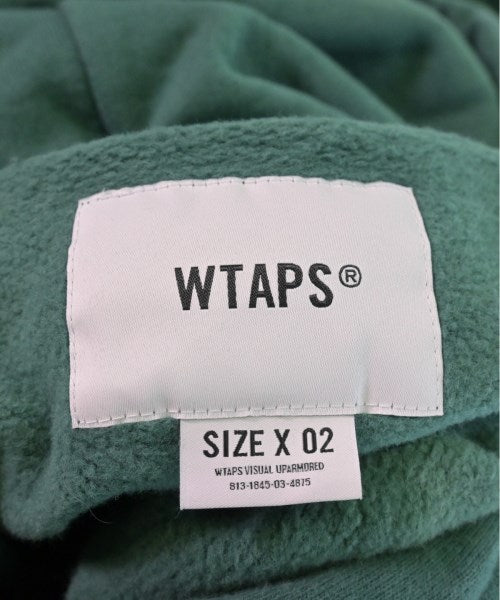 WTAPS®
SIZE X 02
WTAPS VISUAL UPARMORED
813-1845-03-4875